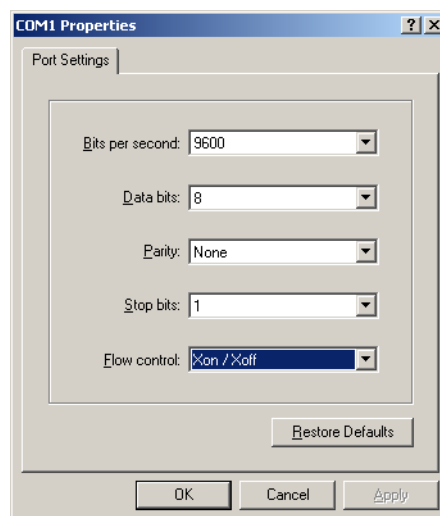 COM1 Properties
Port Settings
Bits per second: 9600
Data bits: 8
Parity: None
Stop bits: 1
Flow control: Xon / Xoff
Restore Defaults
OK Cancel Apply